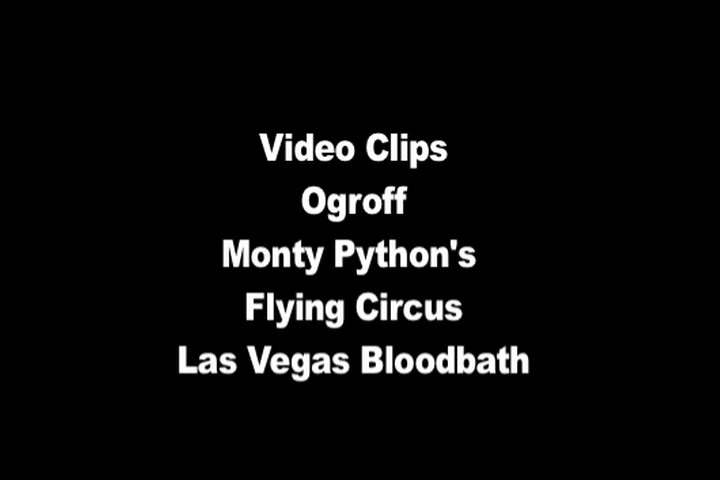 Video Clips
Ogroff
Monty Python's
Flying Circus
Las Vegas Bloodbath